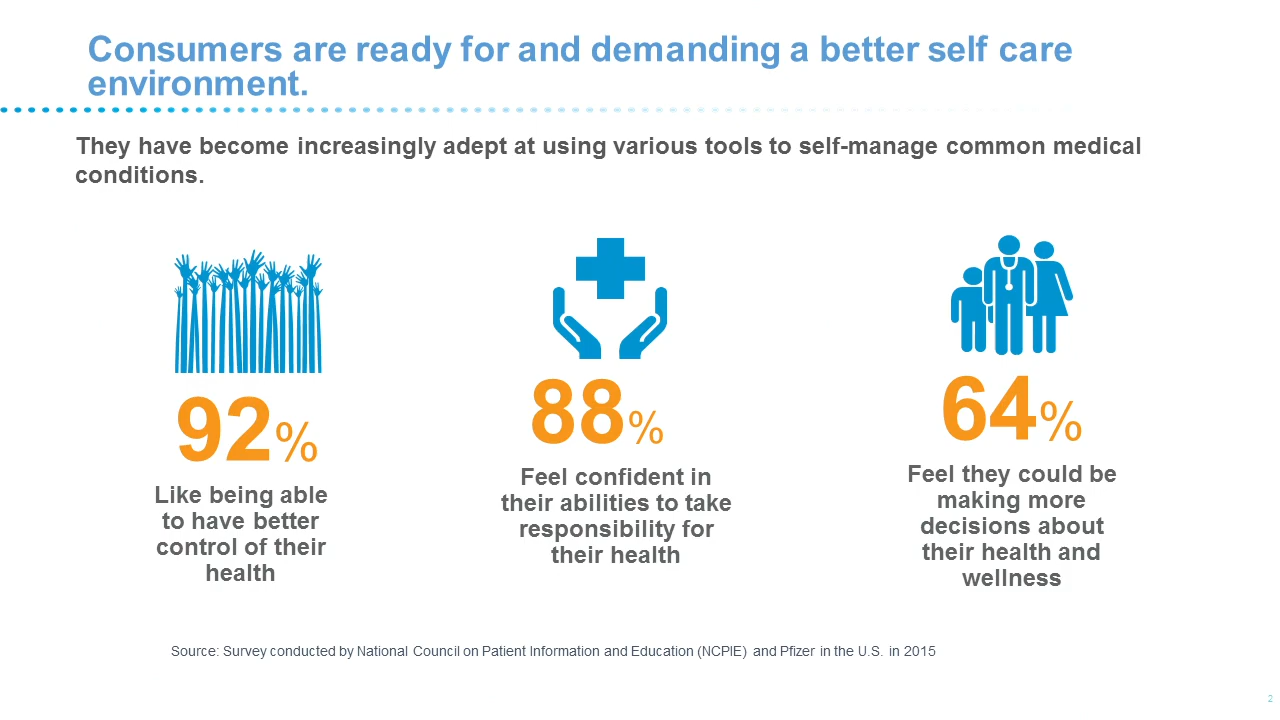 Consumers are ready for and demanding a better self care
environment.
They have become increasingly adept at using various tools to self-manage common medical
conditions.
92%
Like being able
to have better
control of their
health
88%
Feel confident in
their abilities to take
responsibility for
their health
64%
Feel they could be
making more
decisions about
their health and
wellness
Source: Survey conducted by National Council on Patient Information and Education (NCPIE) and Pfizer in the U.S. in 2015
2